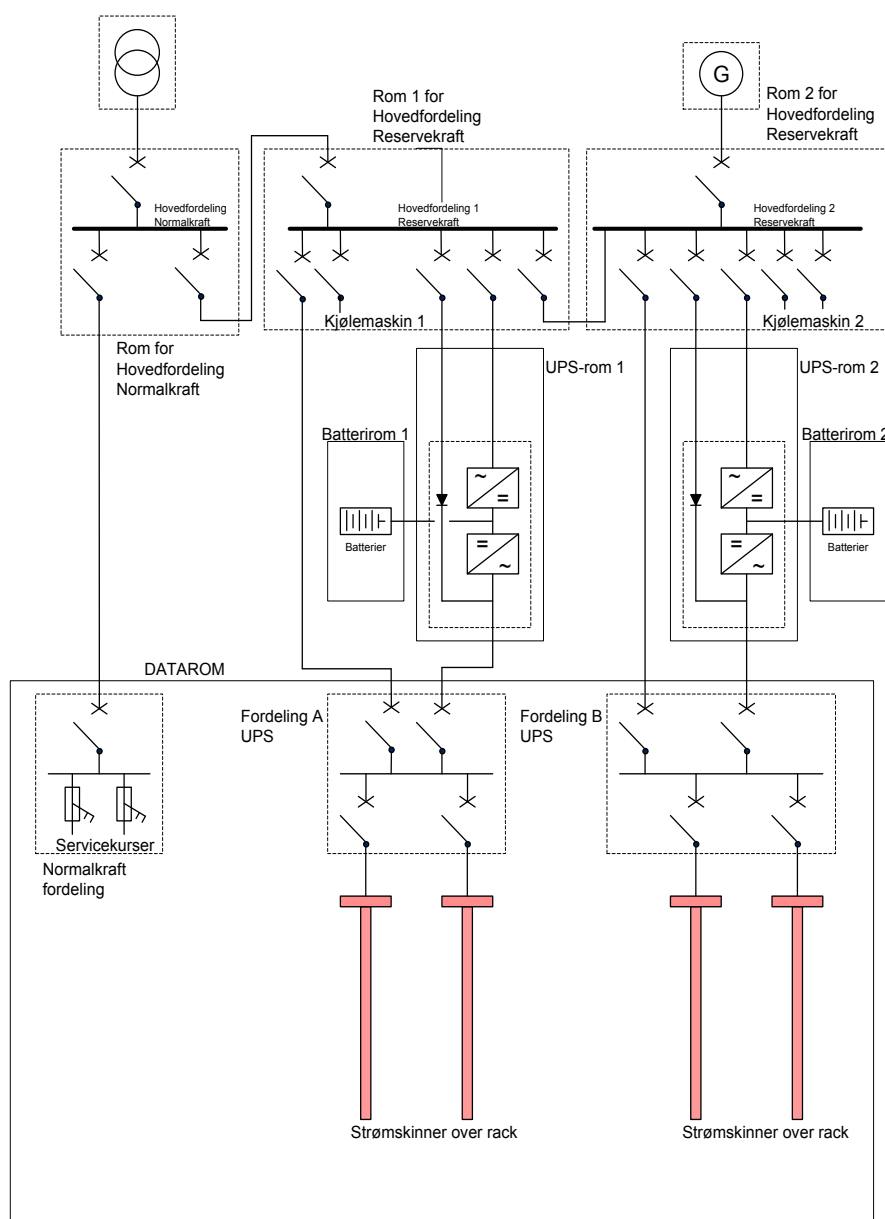 G
Rom 1 for
Hovedfordeling
Reservekraft
Rom 2 for
Hovedfordeling
Reservekraft
Hovedfordeling
Normalkraft
Hovedfordeling 1
Reservekraft
Hovedfordeling 2
Reservekraft
Kjølemaskin 1
Kjølemaskin 2
Rom for
Hovedfordeling
Normalkraft
UPS-rom 1
UPS-rom 2
Batterirom 1
Batterirom 2
~
=
~
=
Batterier
Batterier
=
~
=
~
DATAROM
Fordeling A
UPS
Fordeling B
UPS
Servicekurser
Normalkraft
fordeling
Strømskinner over rack
Strømskinner over rack